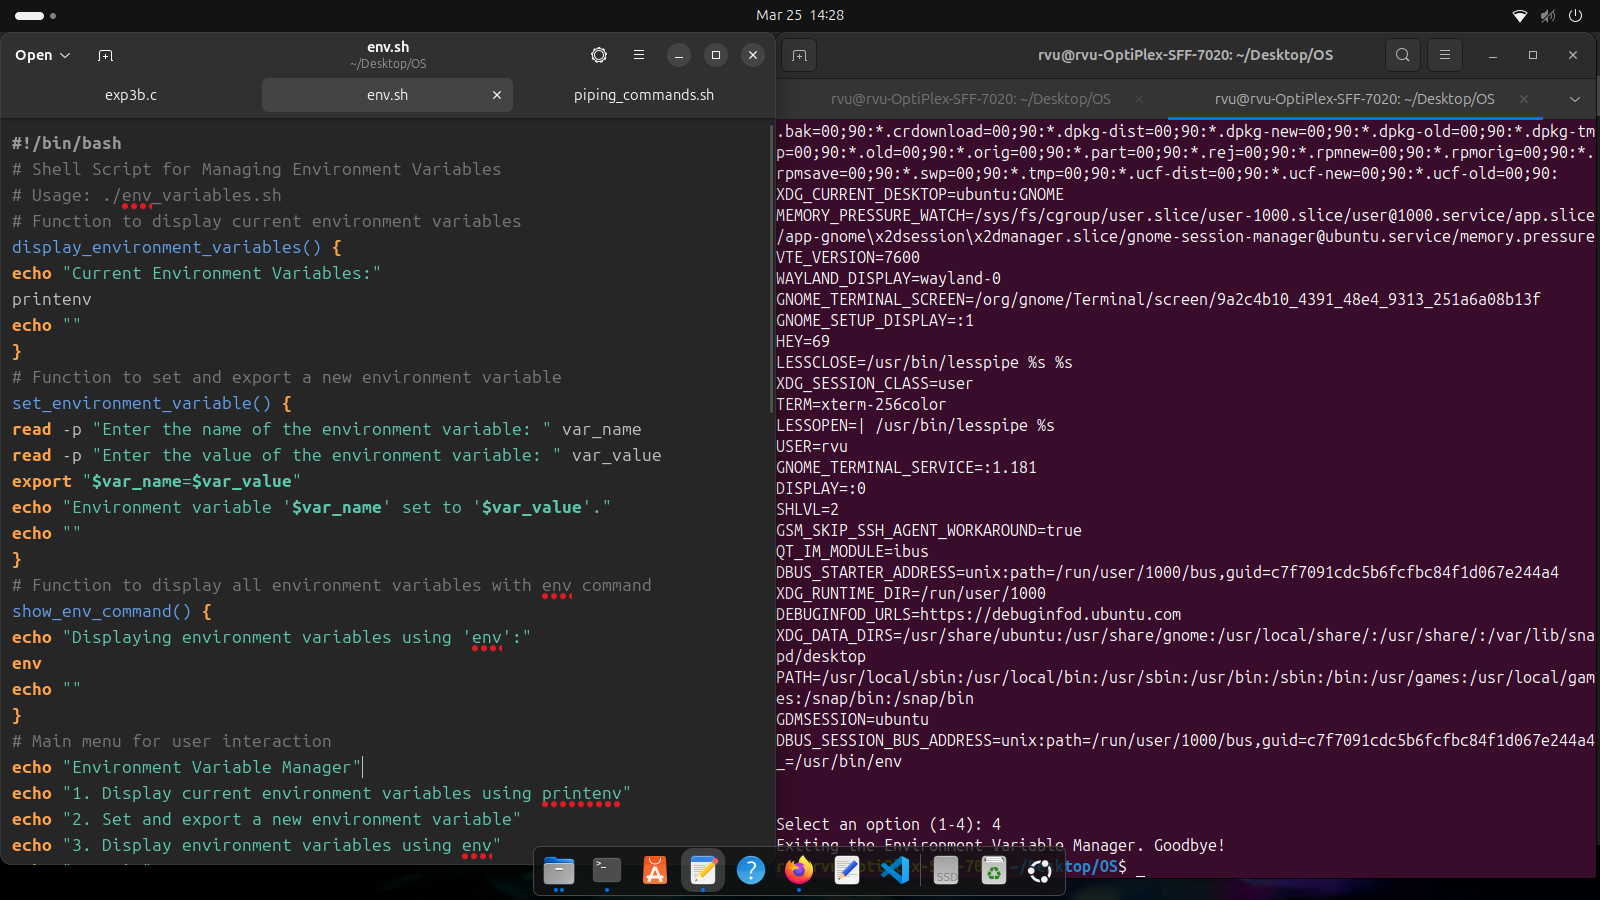 Mar 25 14:28
Open
env.sh
~/Desktop/OS
exp3b.c
env.sh
piping_commands.sh
#!/bin/bash
# Shell Script for Managing Environment Variables
# Usage: ./env_variables.sh
# Function to display current environment variables
display_environment_variables() {
echo "Current Environment Variables:"
printenv
echo ""
}
# Function to set and export a new environment variable
set_environment_variable() {
read -p "Enter the name of the environment variable: " var_name
read -p "Enter the value of the environment variable: " var_value
export "$var_name=$var_value"
echo "Environment variable '$var_name' set to '$var_value'."
echo ""
}
# Function to display all environment variables with env command
show_env_command() {
echo "Displaying environment variables using 'env':"
env
echo ""
}
# Main menu for user interaction
echo "Environment Variable Manager"
echo "1. Display current environment variables using printenv"
echo "2. Set and export a new environment variable"
echo "3. Display environment variables using env"
rvu@rvu-OptiPlex-SFF-7020: ~/Desktop/OS
rvu@rvu-OptiPlex-SFF-7020: ~/Desktop/OS
rvu@rvu-OptiPlex-SFF-7020: ~/Desktop/OS
.bak=00;90:*.crdownload=00;90:*.dpkg-dist=00;90:*.dpkg-new=00;90:*.dpkg-old=00;90:*.dpkg-tm
p=00;90:*.old=00;90:*.orig=00;90:*.part=00;90:*.rej=00;90:*.rpmnew=00;90:*.rpmorig=00;90:*.
rpmsave=00;90:*.swp=00;90:*.tmp=00;90:*.ucf-dist=00;90:*.ucf-new=00;90:*.ucf-old=00;90:
XDG_CURRENT_DESKTOP=ubuntu:GNOME
MEMORY_PRESSURE_WATCH=/sys/fs/cgroup/user.slice/user-1000.slice/user@1000.service/app.slice
/app-gnome\x2dsession\x2dmanager.slice/gnome-session-manager@ubuntu.service/memory.pressure
VTE_VERSION=7600
WAYLAND_DISPLAY=wayland-0
GNOME_TERMINAL_SCREEN=/org/gnome/Terminal/screen/9a2c4b10_4391_48e4_9313_251a6a08b13f
GNOME_SETUP_DISPLAY=:1
HEY=69
LESSCLOSE=/usr/bin/lesspipe %s %s
XDG_SESSION_CLASS=user
TERM=xterm-256color
LESSOPEN=| /usr/bin/lesspipe %s
USER=rvu
GNOME_TERMINAL_SERVICE=:1.181
DISPLAY=:0
SHLVL=2
GSM_SKIP_SSH_AGENT_WORKAROUND=true
QT_IM_MODULE=ibus
DBUS_STARTER_ADDRESS=unix:path=/run/user/1000/bus,guid=c7f7091cdc5b6fcfbc84f1d067e244a4
XDG_RUNTIME_DIR=/run/user/1000
DEBUGINFOD_URLS=https://debuginfod.ubuntu.com
XDG_DATA_DIRS=/usr/share/ubuntu:/usr/share/gnome:/usr/local/share/:/usr/share/:/var/lib/sna
pd/desktop
PATH=/usr/local/sbin:/usr/local/bin:/usr/sbin:/usr/bin:/sbin:/bin:/usr/games:/usr/local/gam
es:/snap/bin:/snap/bin
GDMSESSION=ubuntu
DBUS_SESSION_BUS_ADDRESS=unix:path=/run/user/1000/bus,guid=c7f7091cdc5b6fcfbc84f1d067e244a4
_=/usr/bin/env
Select an option (1-4): 4
Exiting the Environment Variable Manager. Goodbye!
~/Desktop/OS$
SSD